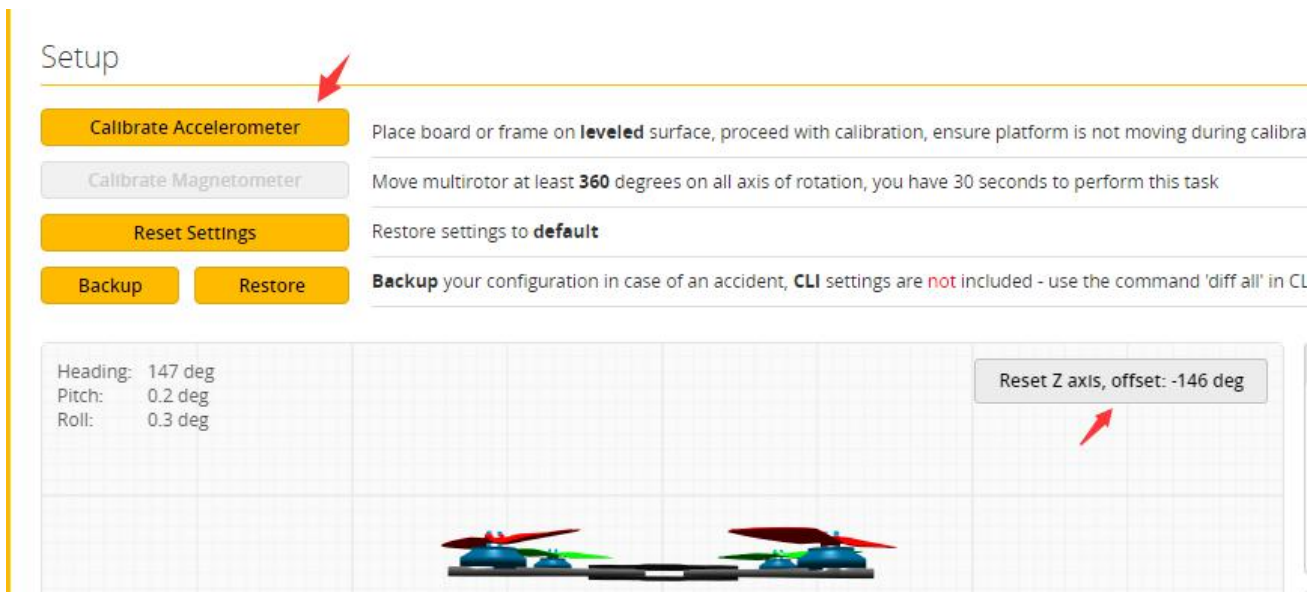 Setup
Calibrate Accelerometer
Place board or frame on leveled surface, proceed with calibration, ensure platform is not moving during calibra
Calibrate Magnetometer
Move multirotor at least 360 degrees on all axis of rotation, you have 30 seconds to perform this task
Reset Settings
Restore settings to default
Backup Restore
Backup your configuration in case of an accident, CLI settings are not included - use the command 'diff all' in CL
Heading: 147 deg
Pitch: 0.2 deg
Roll: 0.3 deg
Reset Z axis, offset: -146 deg